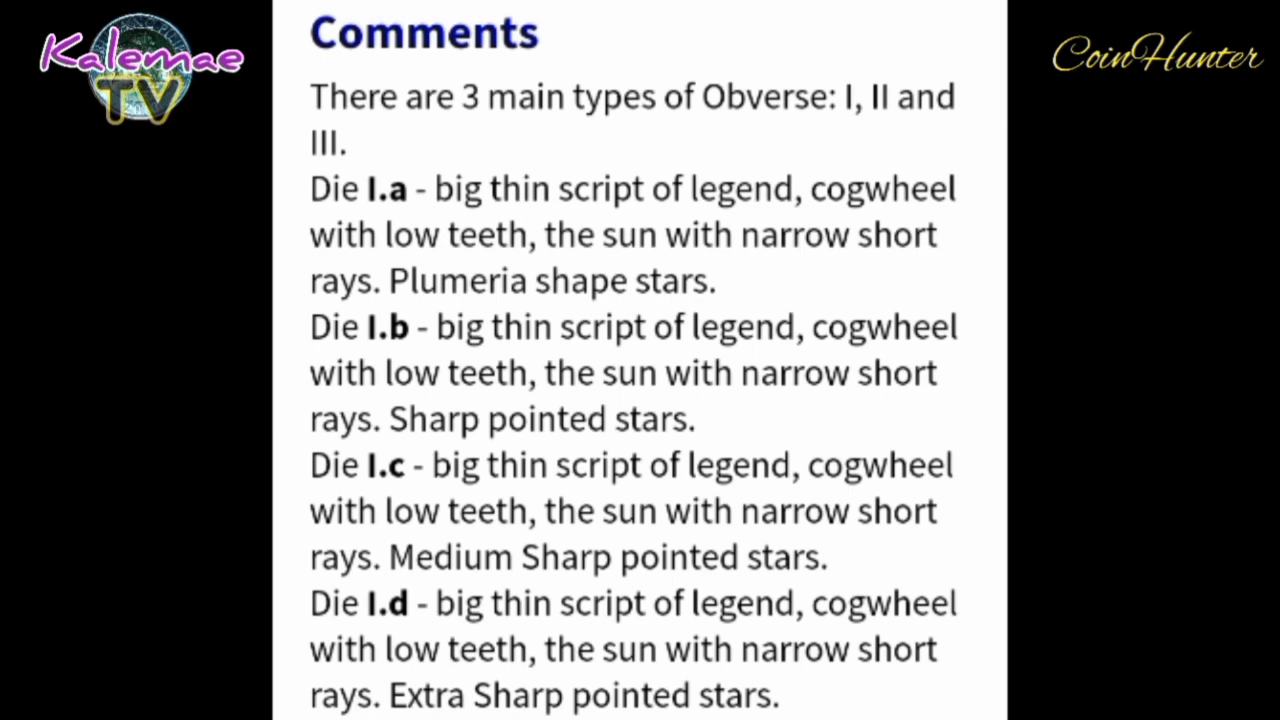 Kalemae
TV
CoinHunter
Comments
There are 3 main types of Obverse: I, II and
III.
Die I.a - big thin script of legend, cogwheel
with low teeth, the sun with narrow short
rays. Plumeria shape stars.
Die I.b - big thin script of legend, cogwheel
with low teeth, the sun with narrow short
rays. Sharp pointed stars.
Die I.c - big thin script of legend, cogwheel
with low teeth, the sun with narrow short
rays. Medium Sharp pointed stars.
Die I.d - big thin script of legend, cogwheel
with low teeth, the sun with narrow short
rays. Extra Sharp pointed stars.